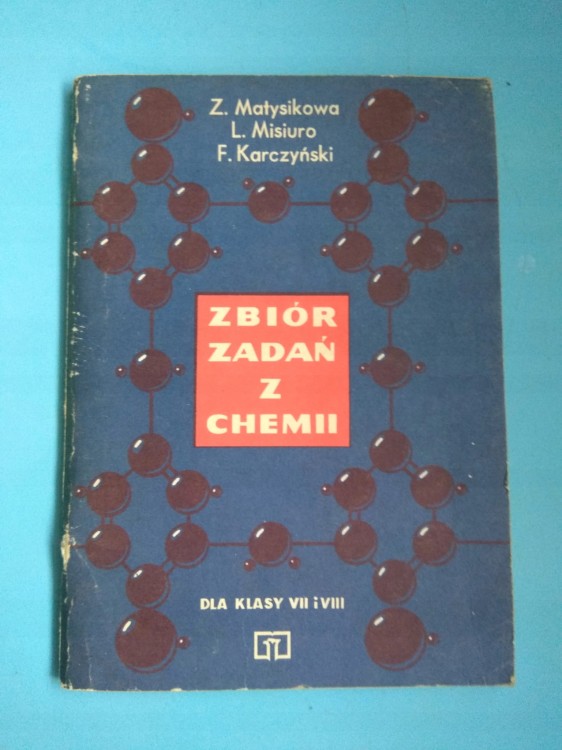 Z. Matysikowa
L. Misiuro
F. Karczyński
ZBIÓR
ZADAŃ
Z
CHEMII
DLA KLASY VII i VIII